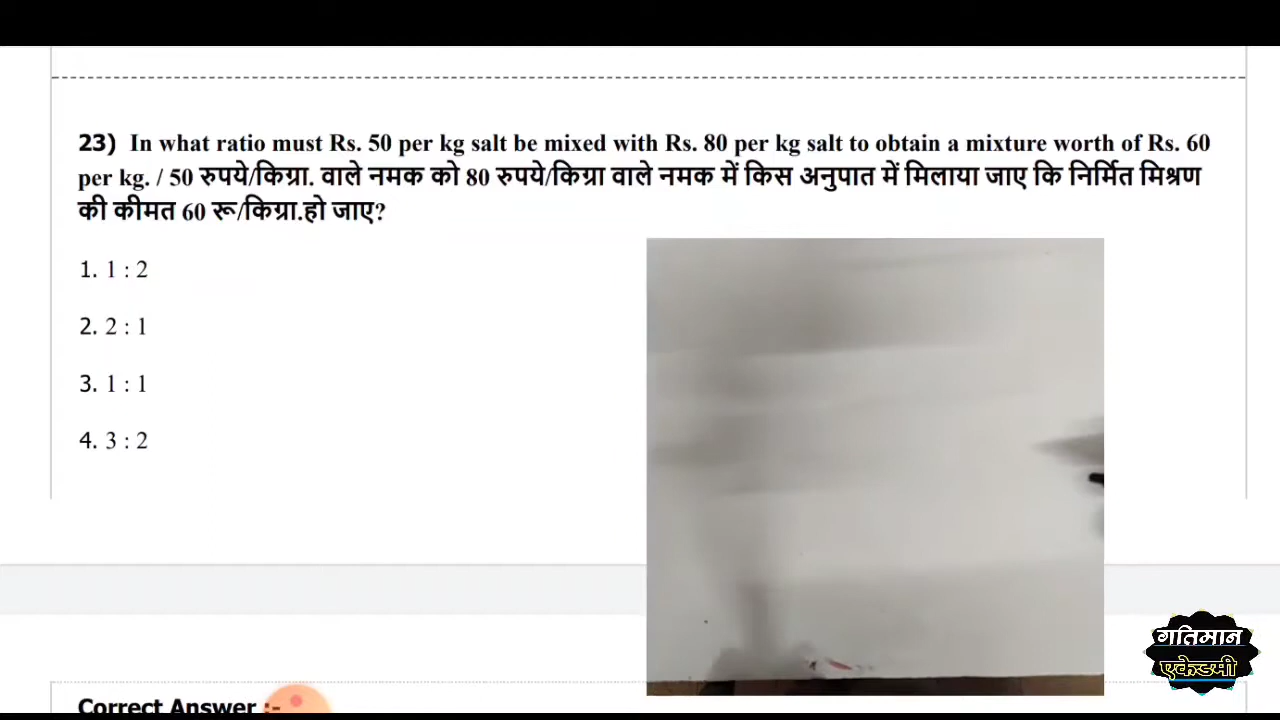 23) In what ratio must Rs. 50 per kg salt be mixed with Rs. 80 per kg salt to obtain a mixture worth of Rs. 60
per kg. / 50 रुपये/किग्रा. वाले नमक को 80 रुपये/किग्रा वाले नमक में किस अनुपात में मिलाया जाए कि निर्मित मिश्रण
की कीमत 60 रू/किग्रा.हो जाए?
1. 1 : 2
2. 2 : 1
3. 1 : 1
4. 3 : 2
गतिमान
एकेडमी
Correct Answer :-